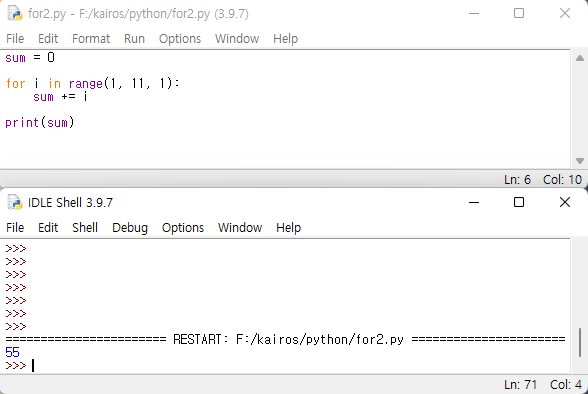 for2.py - F:/kairos/python/for2.py (3.9.7)
File Edit Format Run Options Window Help
sum = 0
for i in range(1, 11, 1):
    sum += i
print(sum)
Ln: 6 Col: 10
IDLE Shell 3.9.7
File Edit Shell Debug Options Window Help
>>>
>>>
>>>
>>>
>>>
>>>
>>>
======================= RESTART: F:/kairos/python/for2.py ======================
55
>>>
Ln: 71 Col: 4